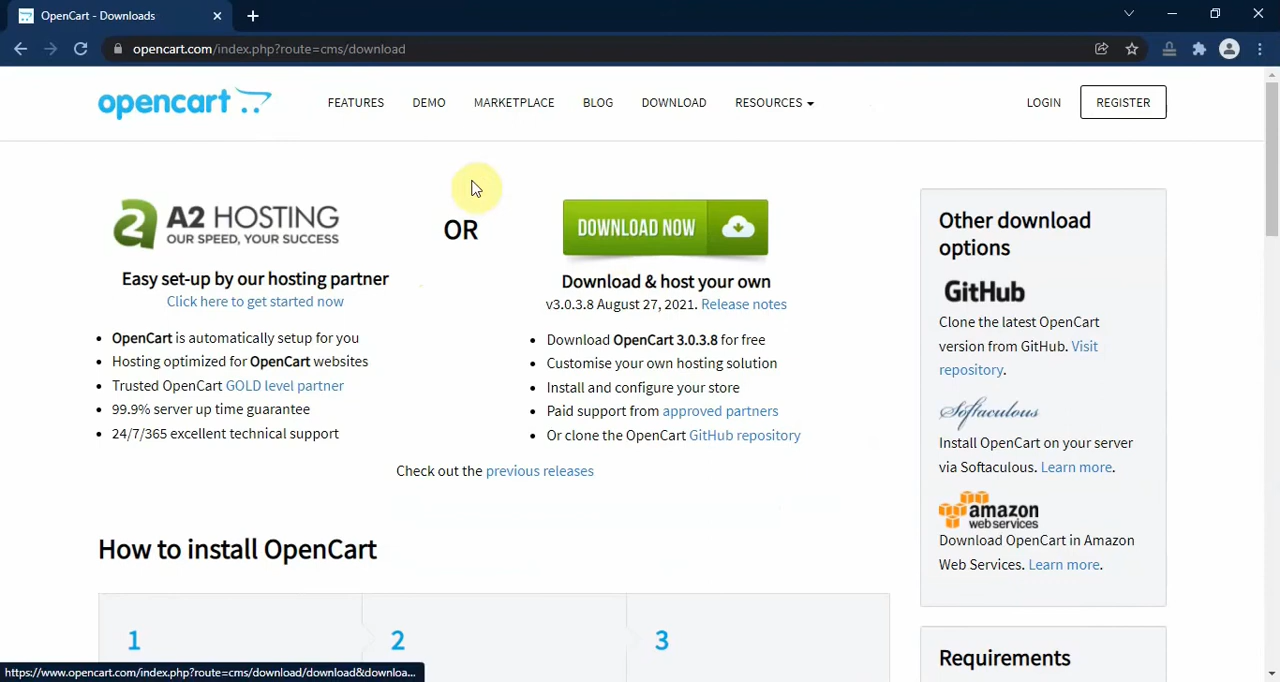 OpenCart - Downloads
opencart.com/index.php?route=cms/download
opencart
FEATURES
DEMO
MARKETPLACE
BLOG
DOWNLOAD
RESOURCES
LOGIN
REGISTER
A2 HOSTING
OUR SPEED, YOUR SUCCESS
Easy set-up by our hosting partner
Click here to get started now
OpenCart is automatically setup for you
Hosting optimized for OpenCart websites
Trusted OpenCart GOLD level partner
99.9% server up time guarantee
24/7/365 excellent technical support
OR
DOWNLOAD NOW
Download & host your own
v3.0.3.8 August 27, 2021. Release notes
Download OpenCart 3.0.3.8 for free
Customise your own hosting solution
Install and configure your store
Paid support from approved partners
Or clone the OpenCart GitHub repository
Check out the previous releases
Other download
options
GitHub
Clone the latest OpenCart
version from GitHub. Visit
repository.
Softaculous
Install OpenCart on your server
via Softaculous. Learn more.
amazon
web services
Download OpenCart in Amazon
Web Services. Learn more.
How to install OpenCart
1
2
3
Requirements
https://www.opencart.com/index.php?route=cms/download/download&downloa...